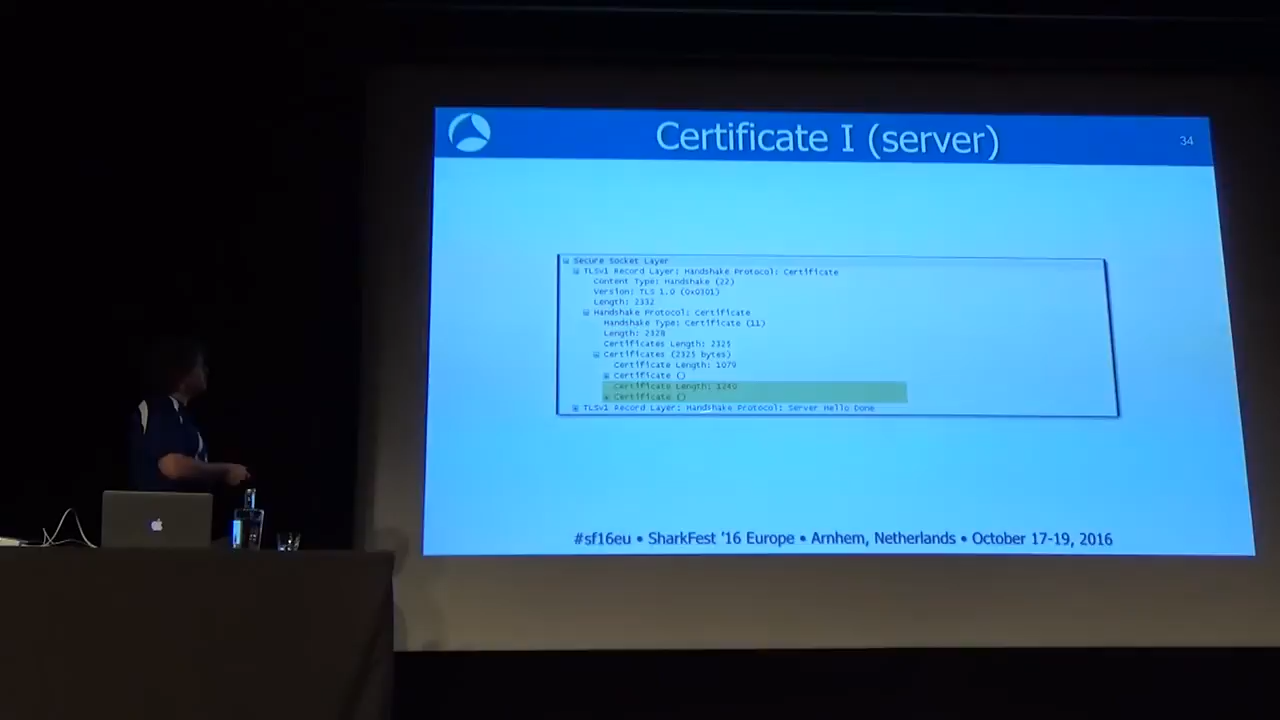 Certificate I (server)
34
Secure Socket Layer
TLSv1 Record Layer: Handshake Protocol: Certificate
Content Type: Handshake (22)
Version: TLS 1.0 (0x0301)
Length: 2332
Handshake Protocol: Certificate
Handshake Type: Certificate (11)
Length: 2328
Certificates Length: 2325
Certificates (2325 bytes)
Certificate Length: 1079
Certificate ()
Certificate Length: 1240
Certificate ()
TLSv1 Record Layer: Handshake Protocol: Server Hello Done
#sf16eu • SharkFest '16 Europe • Arnhem, Netherlands • October 17-19, 2016